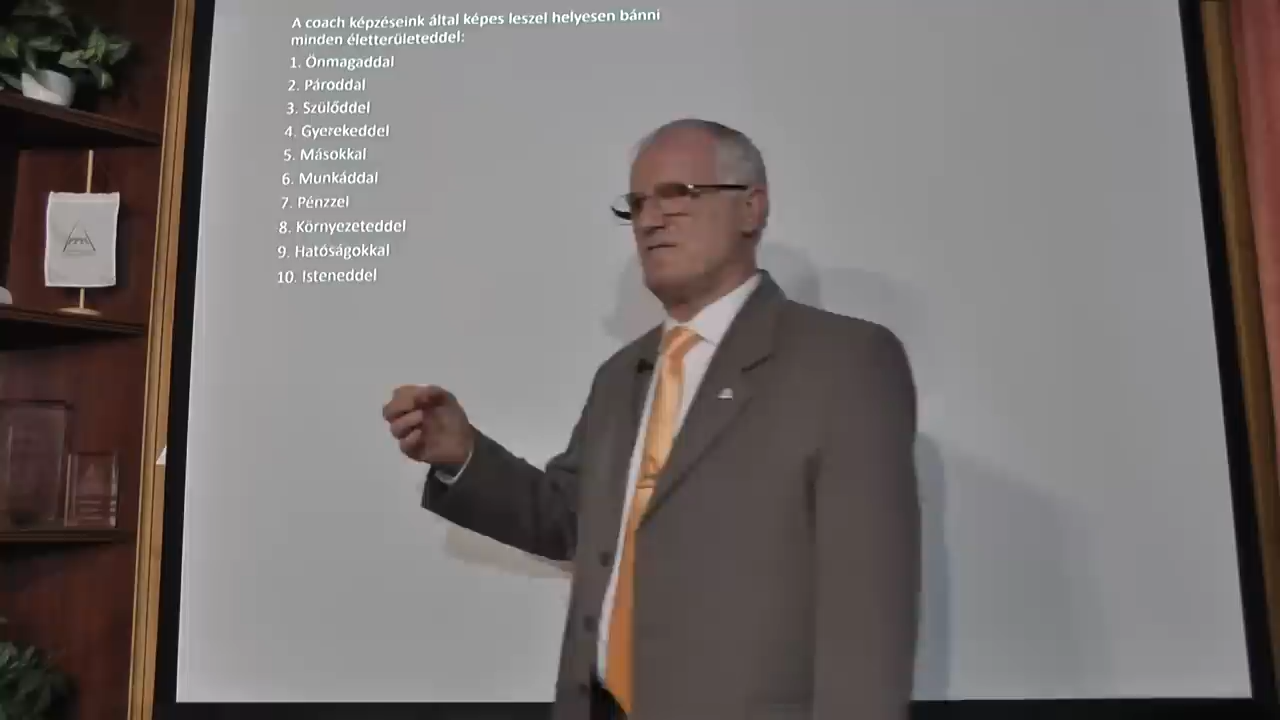 A coach képzéseink által képes leszel helyesen bánni
minden életterületeddel:
1. Önmagaddal
2. Pároddal
3. Szülőddel
4. Gyerekeddel
5. Másokkal
6. Munkáddal
7. Pénzzel
8. Környezeteddel
9. Hatóságokkal
10. Isteneddel